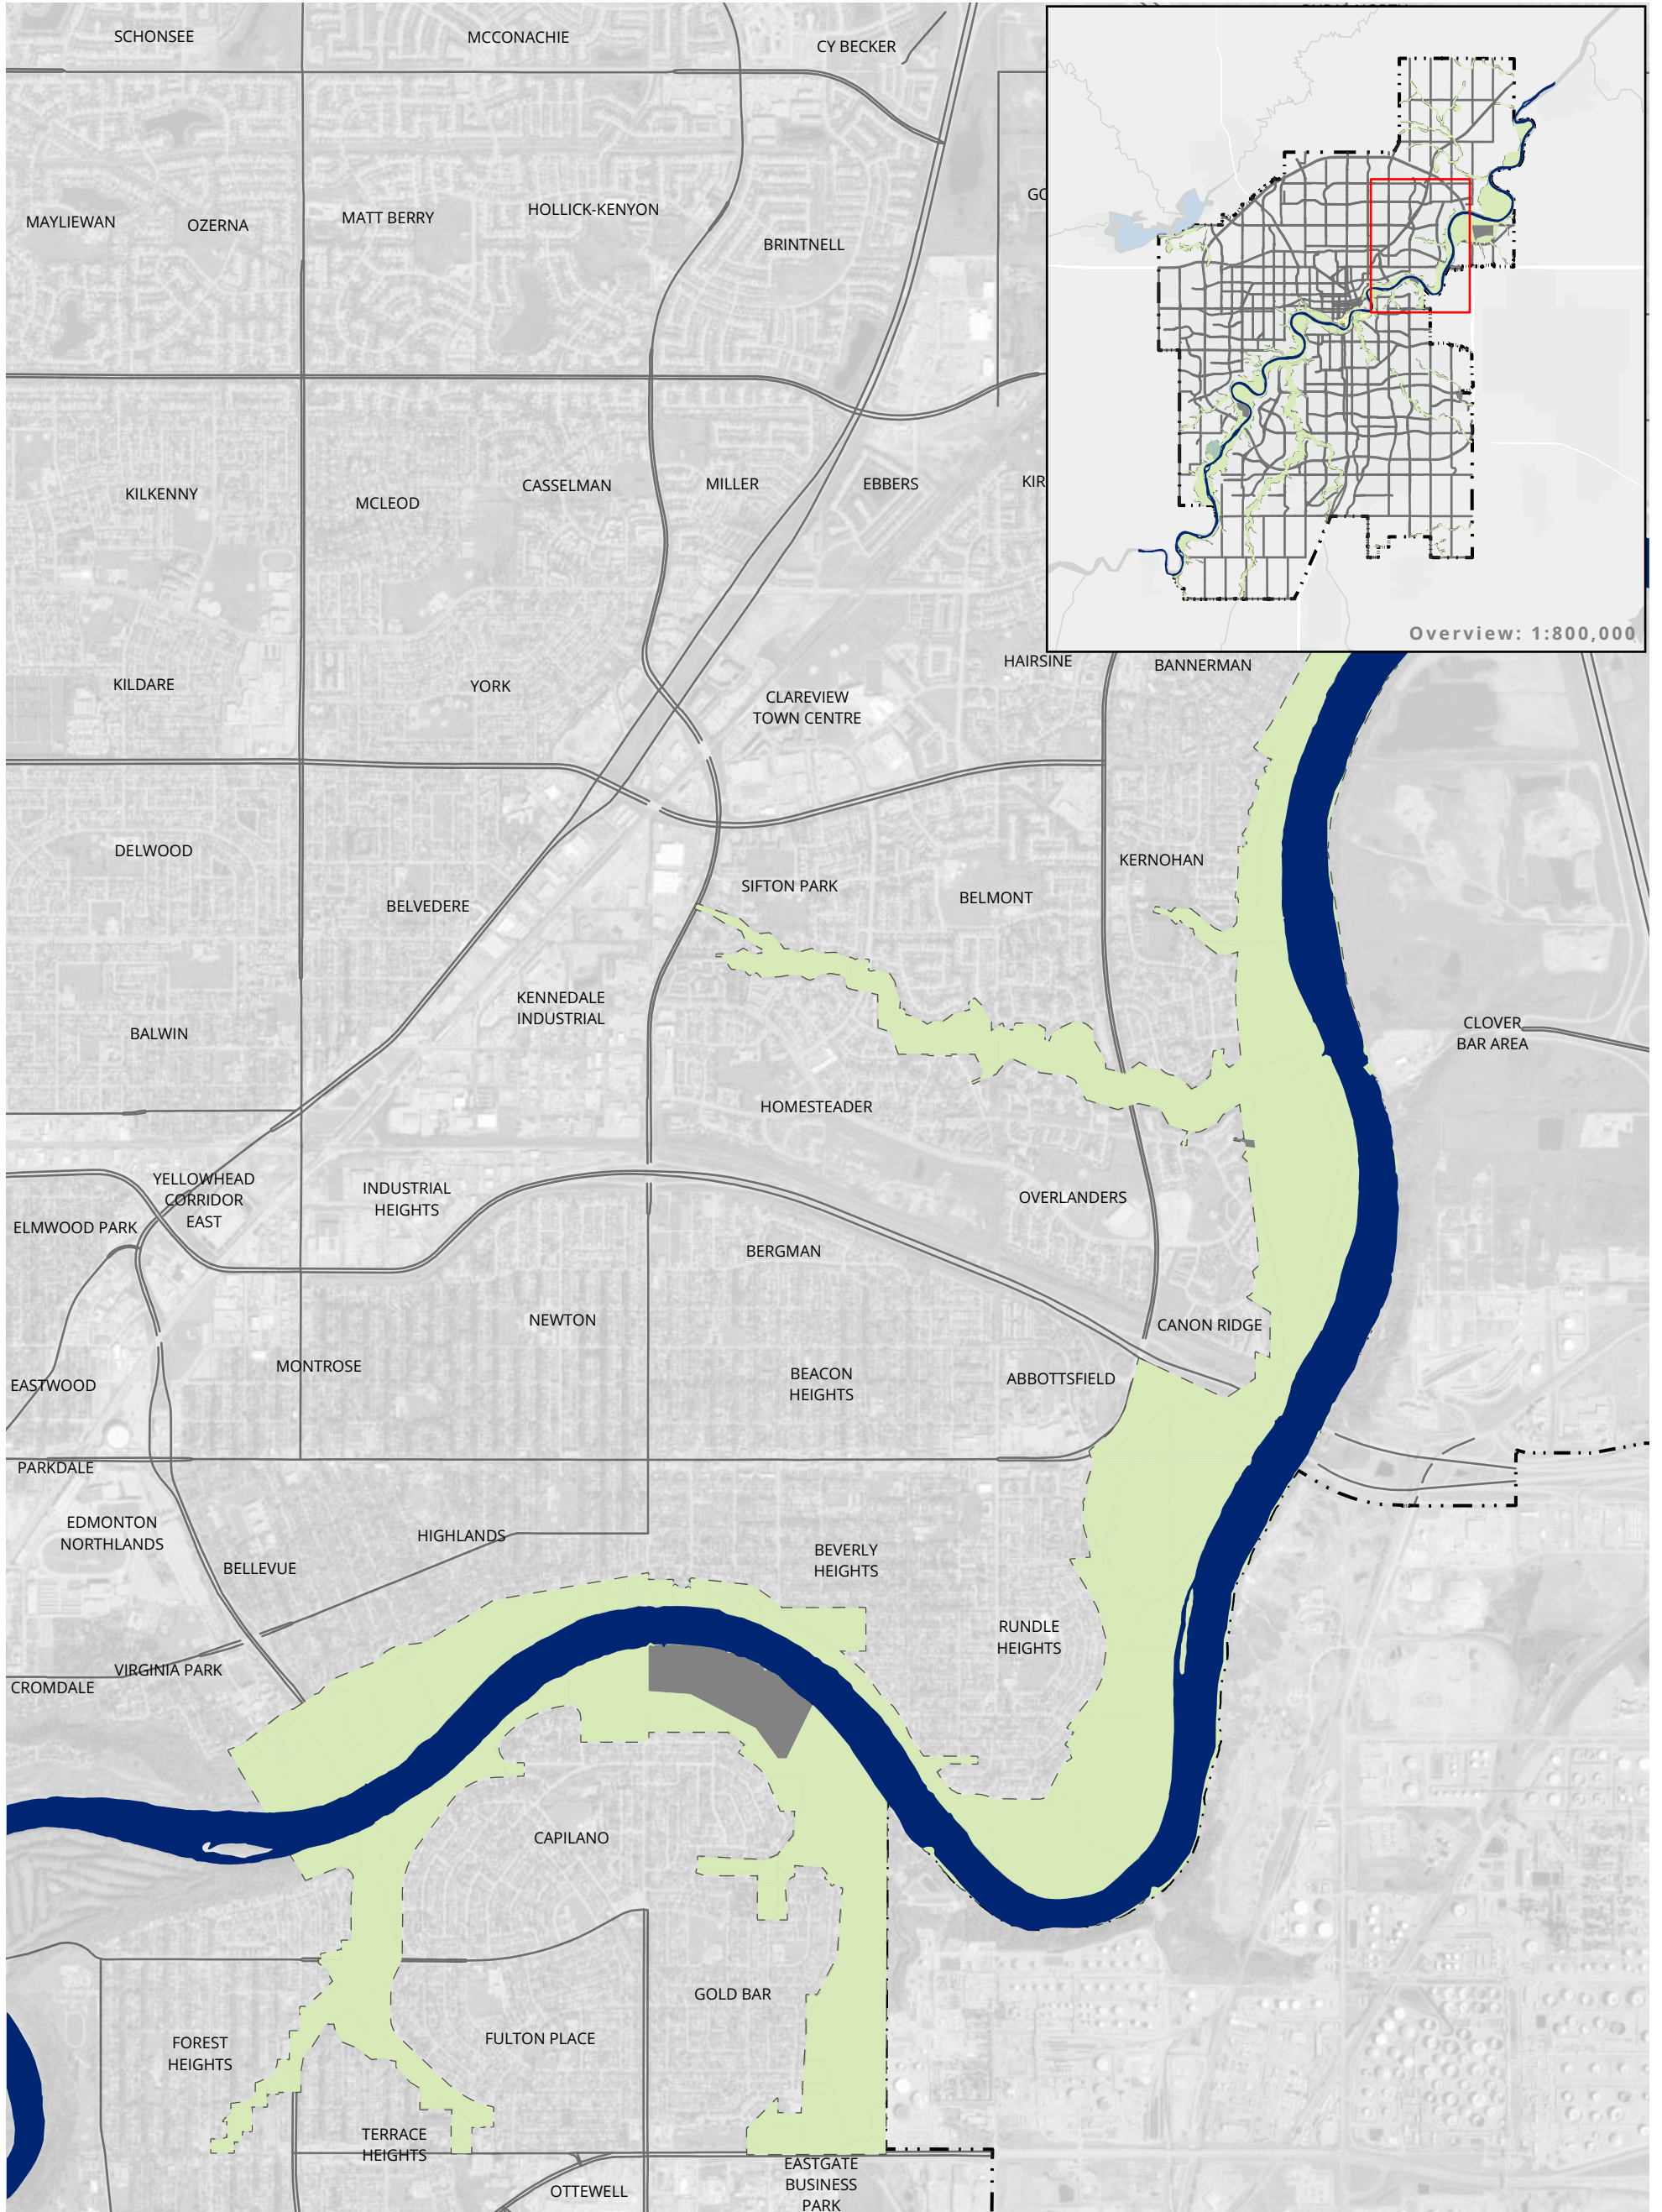 SCHONSEE
MCCONACHIE
CY BECKER
MAYLIEWAN
OZERNA
MATT BERRY
HOLLICK-KENYON
BRINTNELL
GO
KILKENNY
MCLEOD
CASSELMAN
MILLER
EBBERS
KIR
Overview: 1:800,000
KILDARE
YORK
CLAREVIEW
TOWN CENTRE
HAIRSINE
BANNERMAN
DELWOOD
BELVEDERE
SIFTON PARK
BELMONT
KERNOHAN
BALWIN
KENNEDALE
INDUSTRIAL
CLOVER
BAR AREA
HOMESTEADER
YELLOWHEAD
CORRIDOR
EAST
INDUSTRIAL
HEIGHTS
OVERLANDERS
ELMWOOD PARK
BERGMAN
NEWTON
CANON RIDGE
EASTWOOD
MONTROSE
BEACON
HEIGHTS
ABBOTTSFIELD
PARKDALE
EDMONTON
NORTHLANDS
HIGHLANDS
BELLEVUE
BEVERLY
HEIGHTS
RUNDLE
HEIGHTS
VIRGINIA PARK
CROMDALE
CAPILANO
GOLD BAR
FOREST
HEIGHTS
FULTON PLACE
TERRACE
HEIGHTS
OTTEWELL
EASTGATE
BUSINESS
PARK